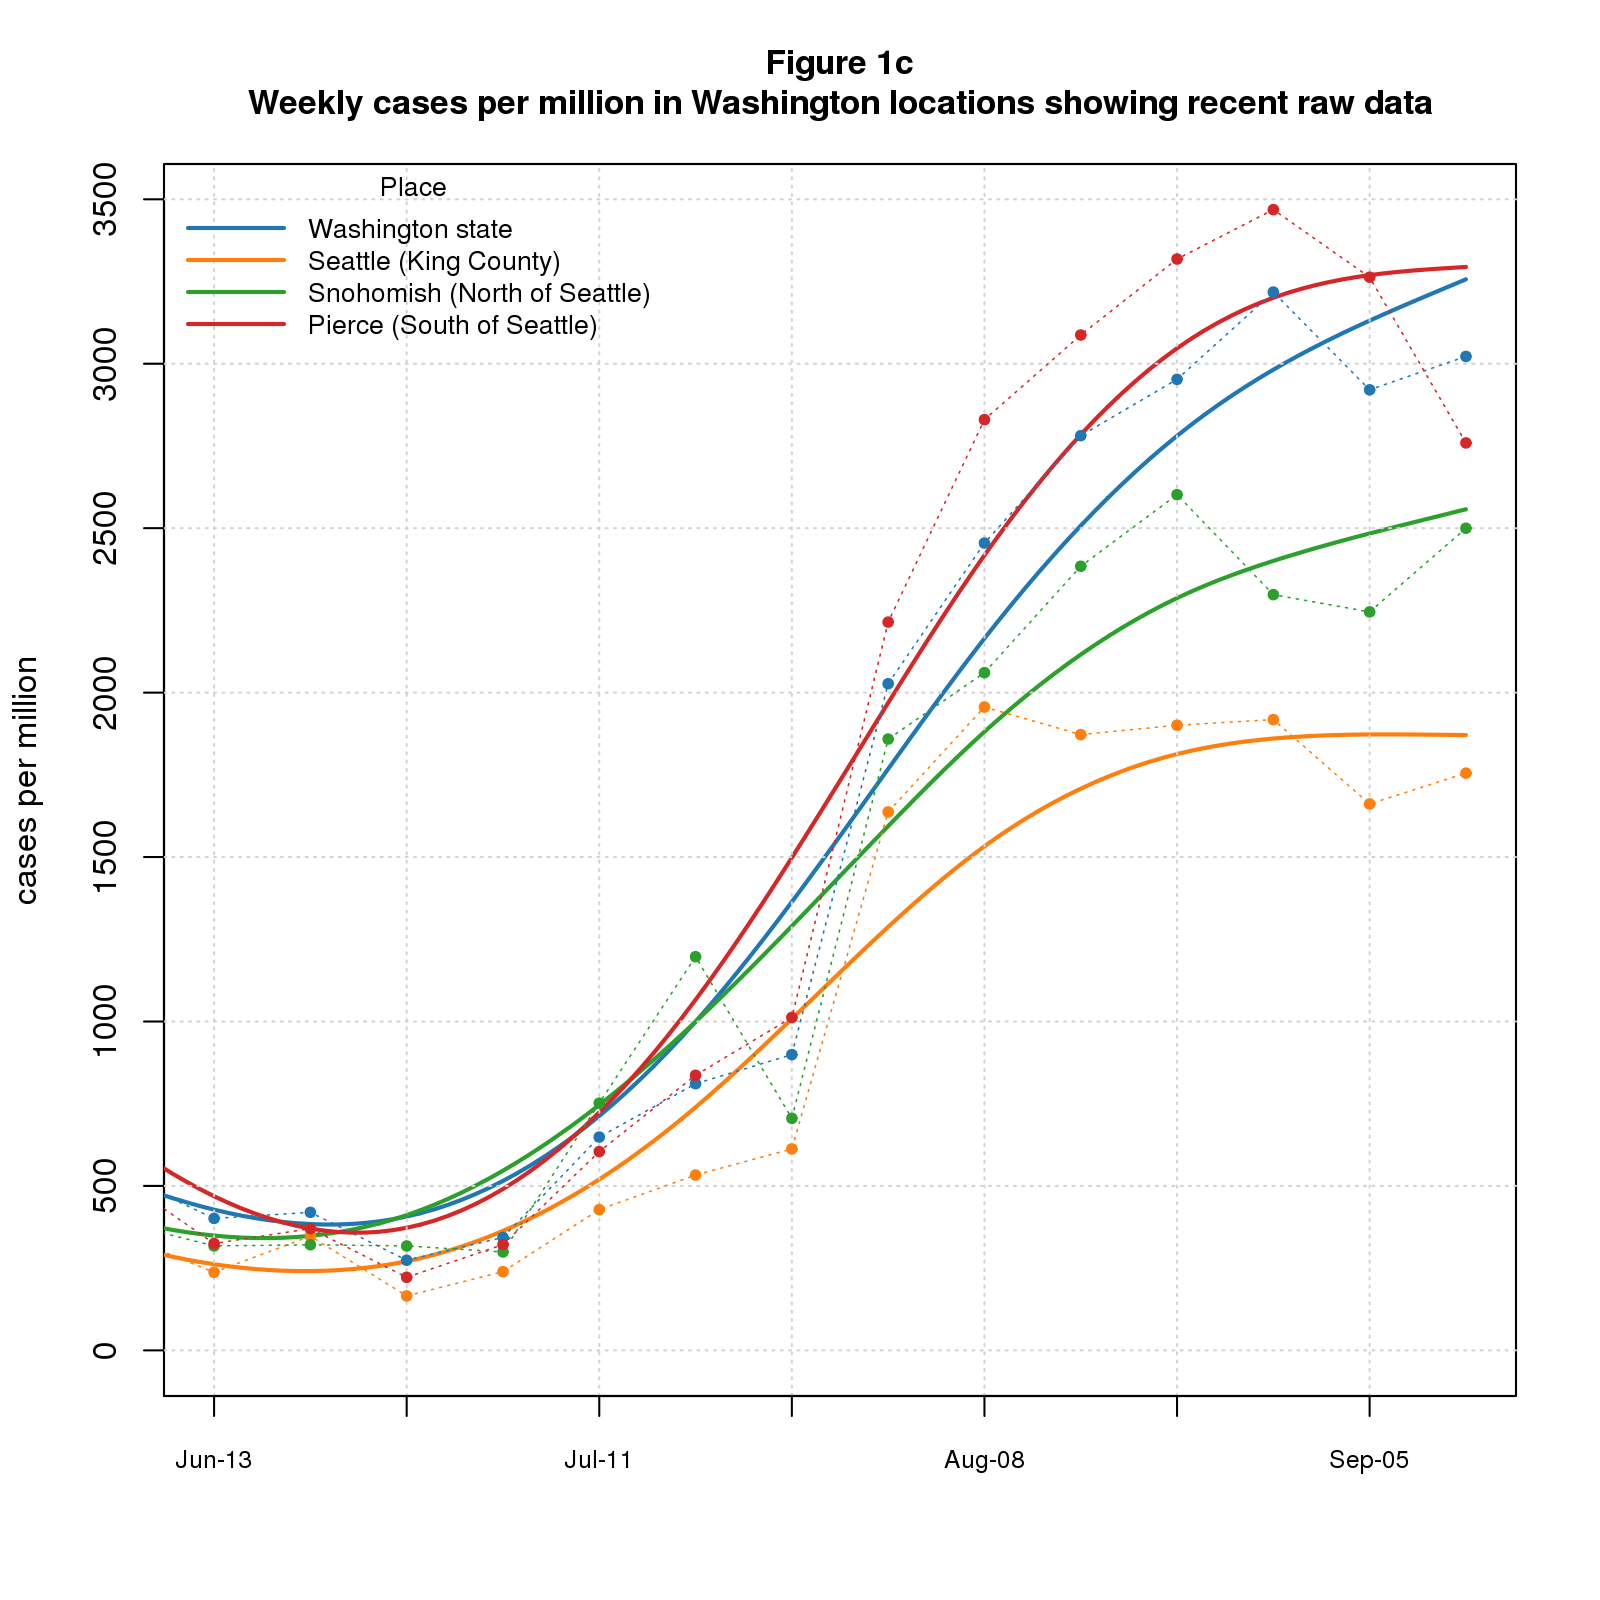 Figure 1c
Weekly cases per million in Washington locations showing recent raw data
Place
Washington state
Seattle (King County)
Snohomish (North of Seattle)
Pierce (South of Seattle)
cases per million
3500
3000
2500
2000
1500
1000
500
0
Jun-13 Jul-11 Aug-08 Sep-05